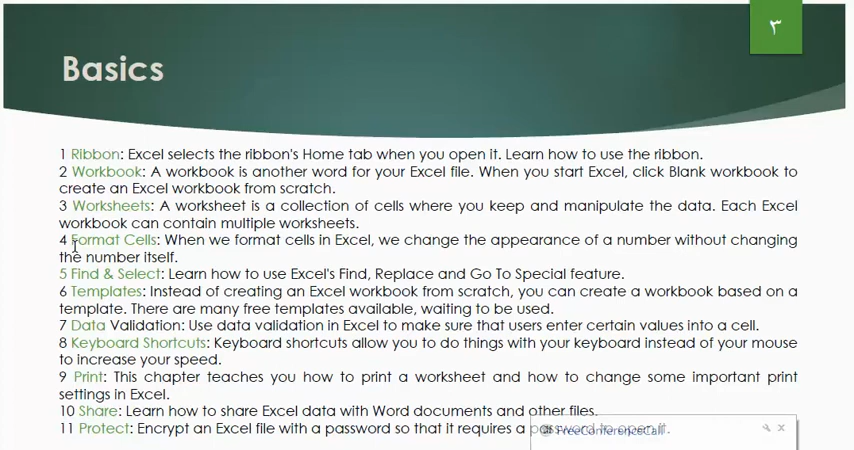 ٣
Basics
1 Ribbon: Excel selects the ribbon's Home tab when you open it. Learn how to use the ribbon.
2 Workbook: A workbook is another word for your Excel file. When you start Excel, click Blank workbook to
create an Excel workbook from scratch.
3 Worksheets: A worksheet is a collection of cells where you keep and manipulate the data. Each Excel
workbook can contain multiple worksheets.
4 Format Cells: When we format cells in Excel, we change the appearance of a number without changing
the number itself.
5 Find & Select: Learn how to use Excel's Find, Replace and Go To Special feature.
6 Templates: Instead of creating an Excel workbook from scratch, you can create a workbook based on a
template. There are many free templates available, waiting to be used.
7 Data Validation: Use data validation in Excel to make sure that users enter certain values into a cell.
8 Keyboard Shortcuts: Keyboard shortcuts allow you to do things with your keyboard instead of your mouse
to increase your speed.
9 Print: This chapter teaches you how to print a worksheet and how to change some important print
settings in Excel.
10 Share: Learn how to share Excel data with Word documents and other files.
11 Protect: Encrypt an Excel file with a password so that it requires a password to open it.
@ FreeConferenceCall